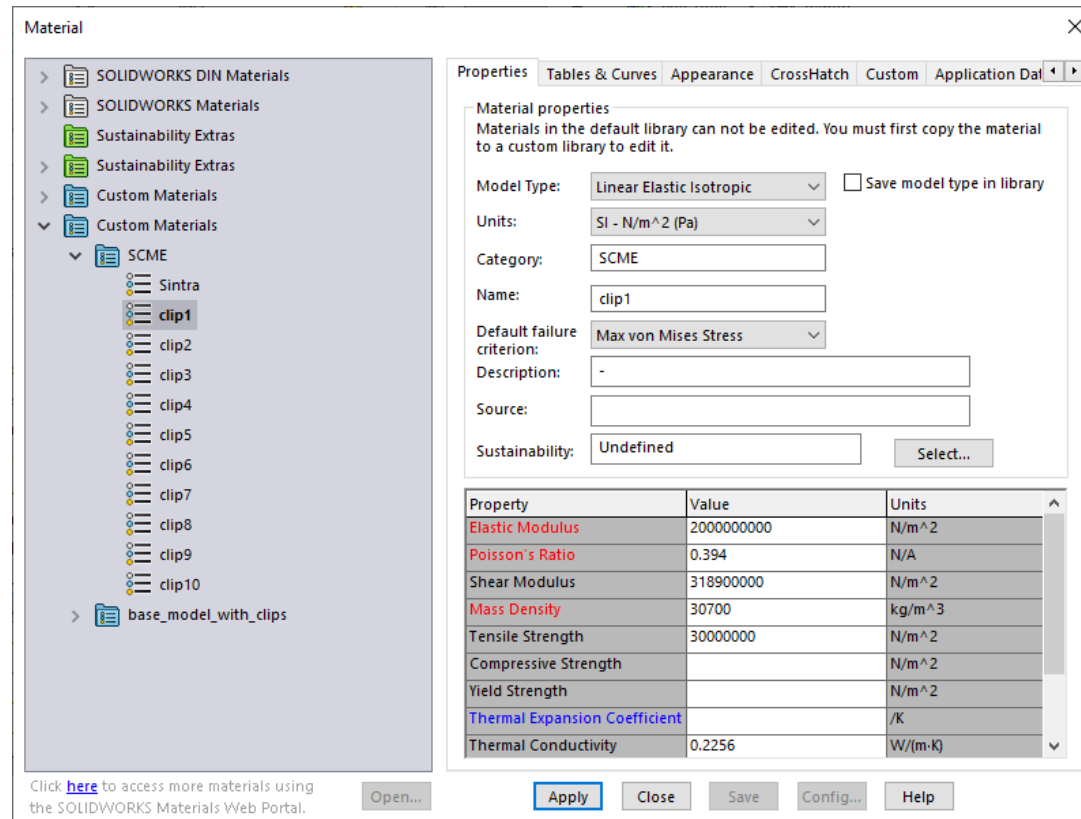 Material
SOLIDWORKS DIN Materials
SOLIDWORKS Materials
Sustainability Extras
Sustainability Extras
Custom Materials
Custom Materials
SCME
Sintra
clip1
clip2
clip3
clip4
clip5
clip6
clip7
clip8
clip9
clip10
base_model_with_clips
Click here to access more materials using
the SOLIDWORKS Materials Web Portal.
Open...
Properties Tables & Curves Appearance CrossHatch Custom Application Dat
Material properties
Materials in the default library can not be edited. You must first copy the material
to a custom library to edit it.
Model Type: Linear Elastic Isotropic Save model type in library
Units: SI - N/m^2 (Pa)
Category: SCME
Name: clip1
Default failure
criterion: Max von Mises Stress
Description: -
Source:
Sustainability: Undefined Select...
Property Value Units
Elastic Modulus 2000000000 N/m^2
Poisson's Ratio 0.394 N/A
Shear Modulus 318900000 N/m^2
Mass Density 30700 kg/m^3
Tensile Strength 30000000 N/m^2
Compressive Strength N/m^2
Yield Strength N/m^2
Thermal Expansion Coefficient /K
Thermal Conductivity 0.2256 W/(m·K)
Apply Close Save Config... Help